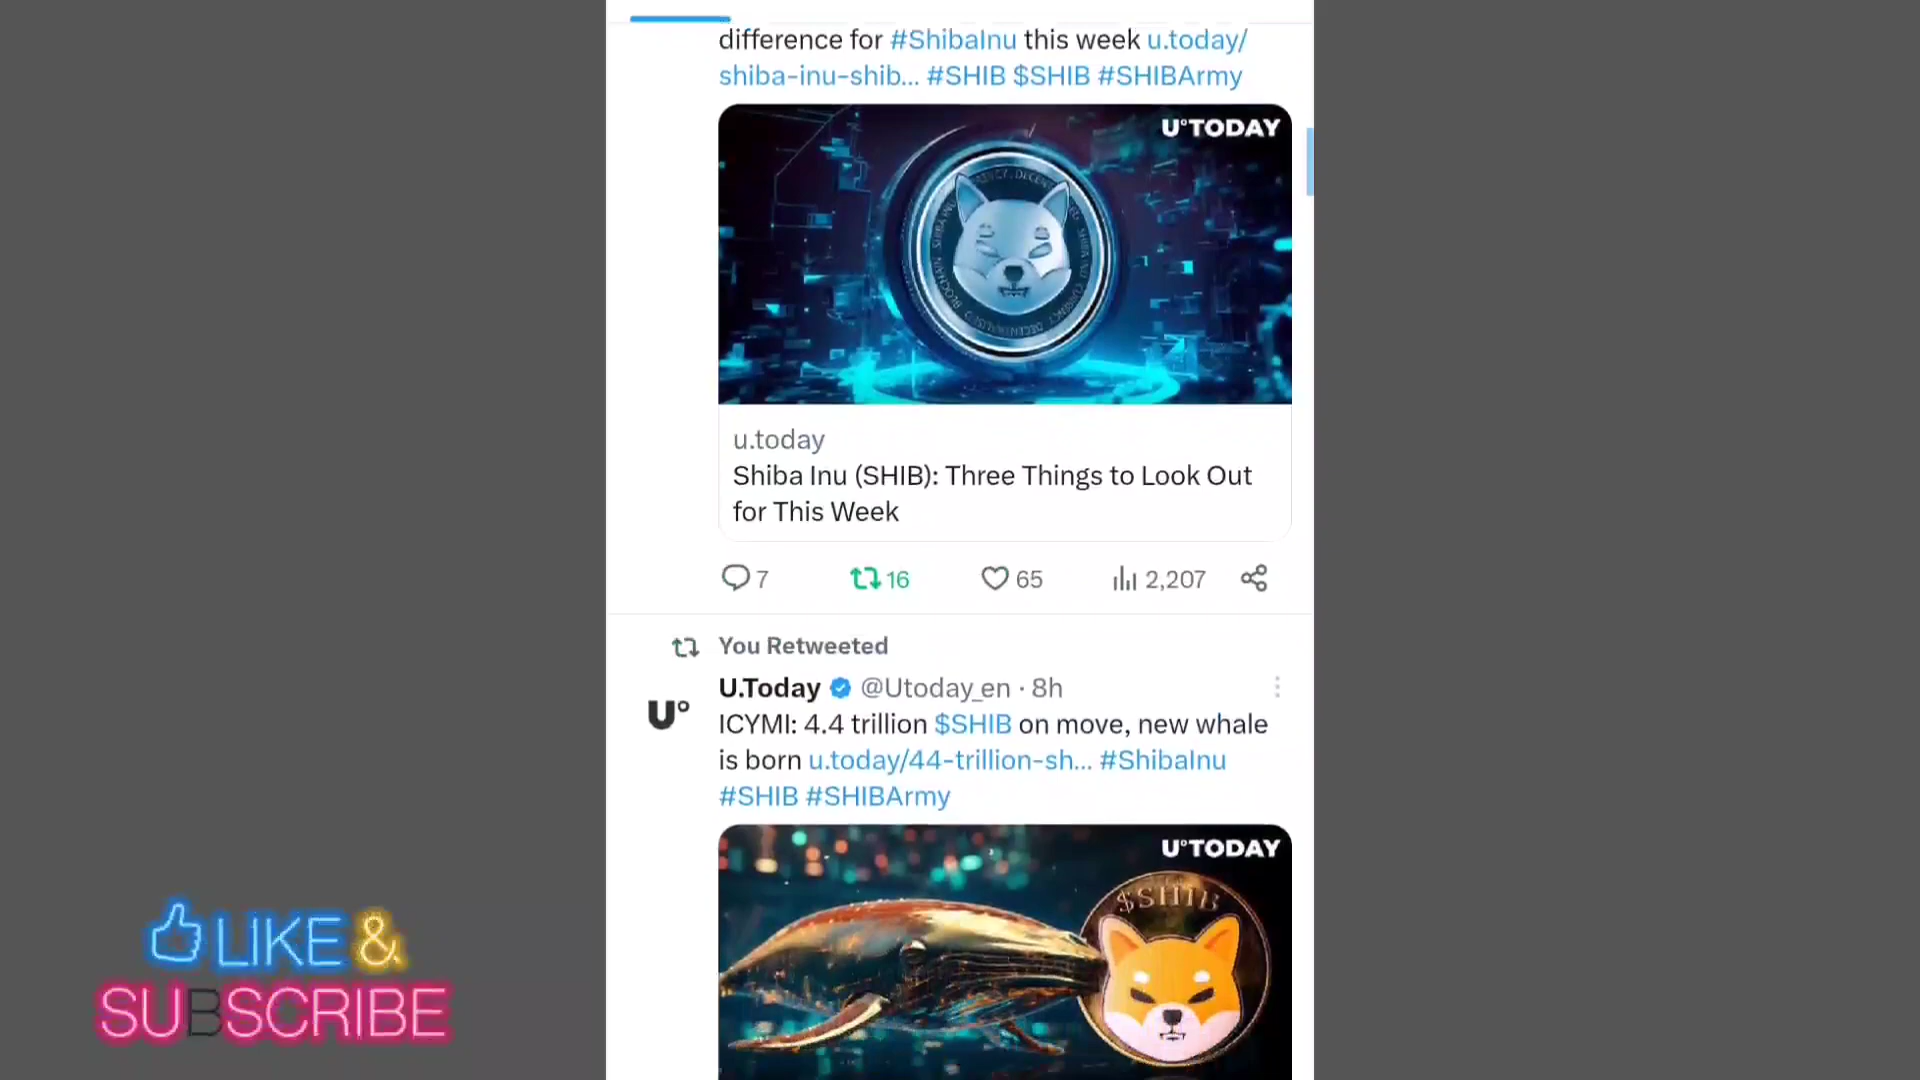 difference for #ShibaInu this week u.today/
shiba-inu-shib... #SHIB $SHIB #SHIBArmy
U°TODAY
u.today
Shiba Inu (SHIB): Three Things to Look Out
for This Week
7 16 65 2,207
You Retweeted
U.Today @Utoday_en · 8h
U°
ICYMI: 4.4 trillion $SHIB on move, new whale
is born u.today/44-trillion-sh... #ShibaInu
#SHIB #SHIBArmy
U°TODAY
$SHIB
LIKE &
SUBSCRIBE